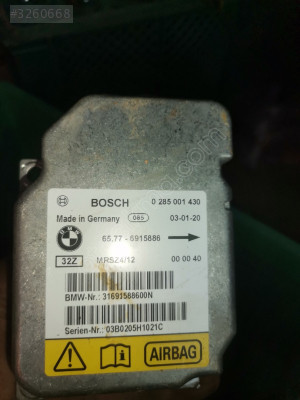 #3260668
BOSCH 0 285 001 430
Made in Germany 065 03-01-20
65.77 - 6915886
32Z MRSZ4/12 00 00 40
BMW-Nr.: 31691588600N
Serien-Nr.: 03B0205H1021C
AIRBAG